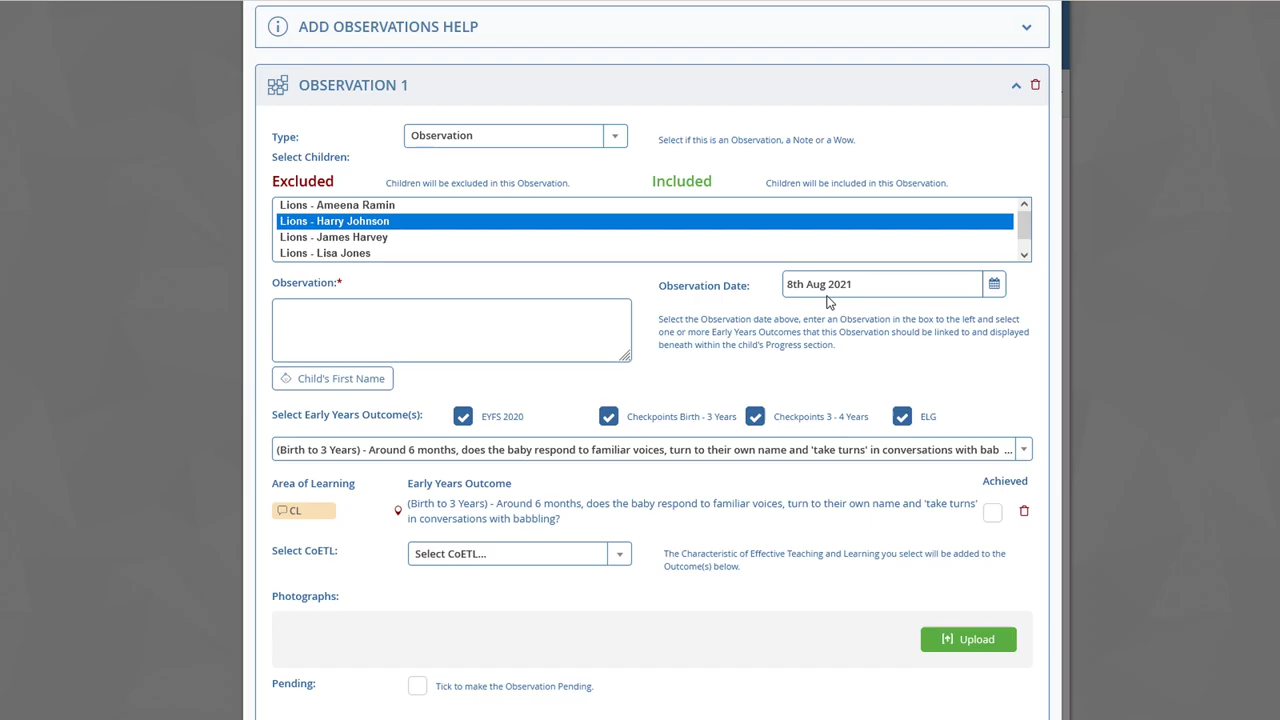 ADD OBSERVATIONS HELP
OBSERVATION 1
Type:
Observation
Select if this is an Observation, a Note or a Wow.
Select Children:
Excluded
Children will be excluded in this Observation.
Included
Children will be included in this Observation.
Lions - Ameena Ramin
Lions - Harry Johnson
Lions - James Harvey
Lions - Lisa Jones
Observation:*
Observation Date:
8th Aug 2021
Select the Observation date above, enter an Observation in the box to the left and select
one or more Early Years Outcomes that this Observation should be linked to and displayed
beneath within the child's Progress section.
Child's First Name
Select Early Years Outcome(s):
EYFS 2020
Checkpoints Birth - 3 Years
Checkpoints 3 - 4 Years
ELG
(Birth to 3 Years) - Around 6 months, does the baby respond to familiar voices, turn to their own name and 'take turns' in conversations with bab ...
Area of Learning
Early Years Outcome
Achieved
CL
(Birth to 3 Years) - Around 6 months, does the baby respond to familiar voices, turn to their own name and 'take turns'
in conversations with babbling?
Select CoETL:
Select CoETL...
The Characteristic of Effective Teaching and Learning you select will be added to the
Outcome(s) below.
Photographs:
Upload
Pending:
Tick to make the Observation Pending.